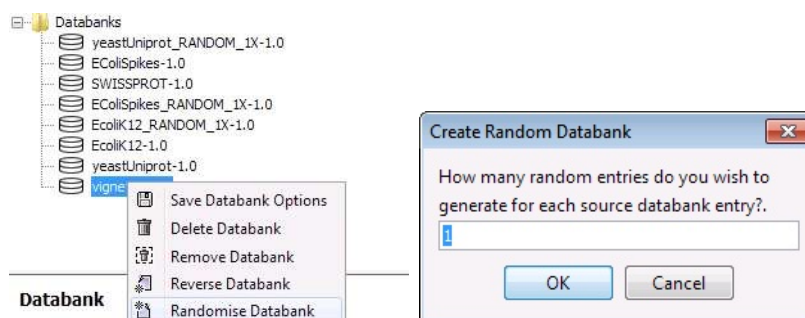 Databanks
yeastUniprot_RANDOM_1X-1.0
EColiSpikes-1.0
SWISSPROT-1.0
EColiSpikes_RANDOM_1X-1.0
EcoliK12_RANDOM_1X-1.0
EcoliK12-1.0
yeastUniprot-1.0
Save Databank Options
Delete Databank
Remove Databank
Reverse Databank
Randomise Databank
Databank
Create Random Databank
How many random entries do you wish to
generate for each source databank entry?.
1
OK Cancel